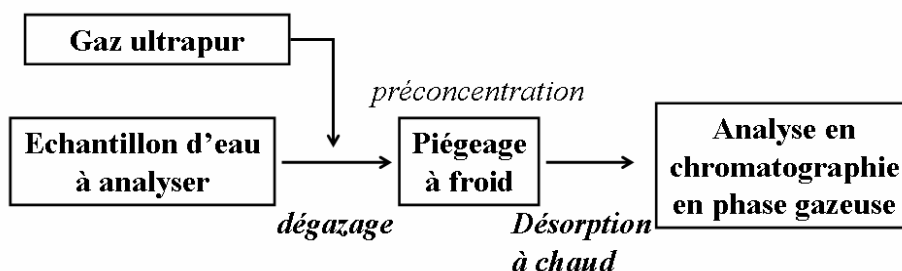 Gaz ultrapur
préconcentration
Echantillon d'eau
à analyser
dégazage
Piégeage
à froid
Désorption
à chaud
Analyse en
chromatographie
en phase gazeuse